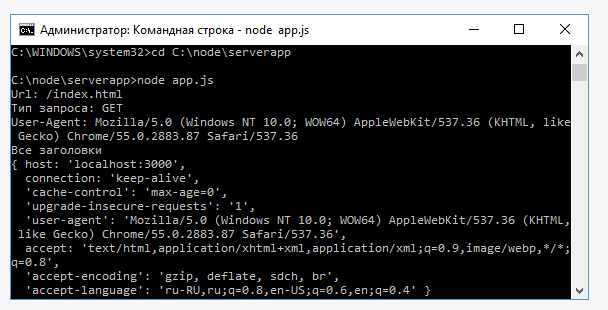 Администратор: Командная строка - node app.js
C:\WINDOWS\system32>cd C:\node\serverapp
C:\node\serverapp>node app.js
Url: /index.html
Тип запроса: GET
User-Agent: Mozilla/5.0 (Windows NT 10.0; WOW64) AppleWebKit/537.36 (KHTML, like
Gecko) Chrome/55.0.2883.87 Safari/537.36
Все заголовки
{ host: 'localhost:3000',
connection: 'keep-alive',
'cache-control': 'max-age=0',
'upgrade-insecure-requests': '1',
'user-agent': 'Mozilla/5.0 (Windows NT 10.0; WOW64) AppleWebKit/537.36 (KHTML,
like Gecko) Chrome/55.0.2883.87 Safari/537.36',
accept: 'text/html,application/xhtml+xml,application/xml;q=0.9,image/webp,*/*;
q=0.8',
'accept-encoding': 'gzip, deflate, sdch, br',
'accept-language': 'ru-RU,ru;q=0.8,en-US;q=0.6,en;q=0.4' }